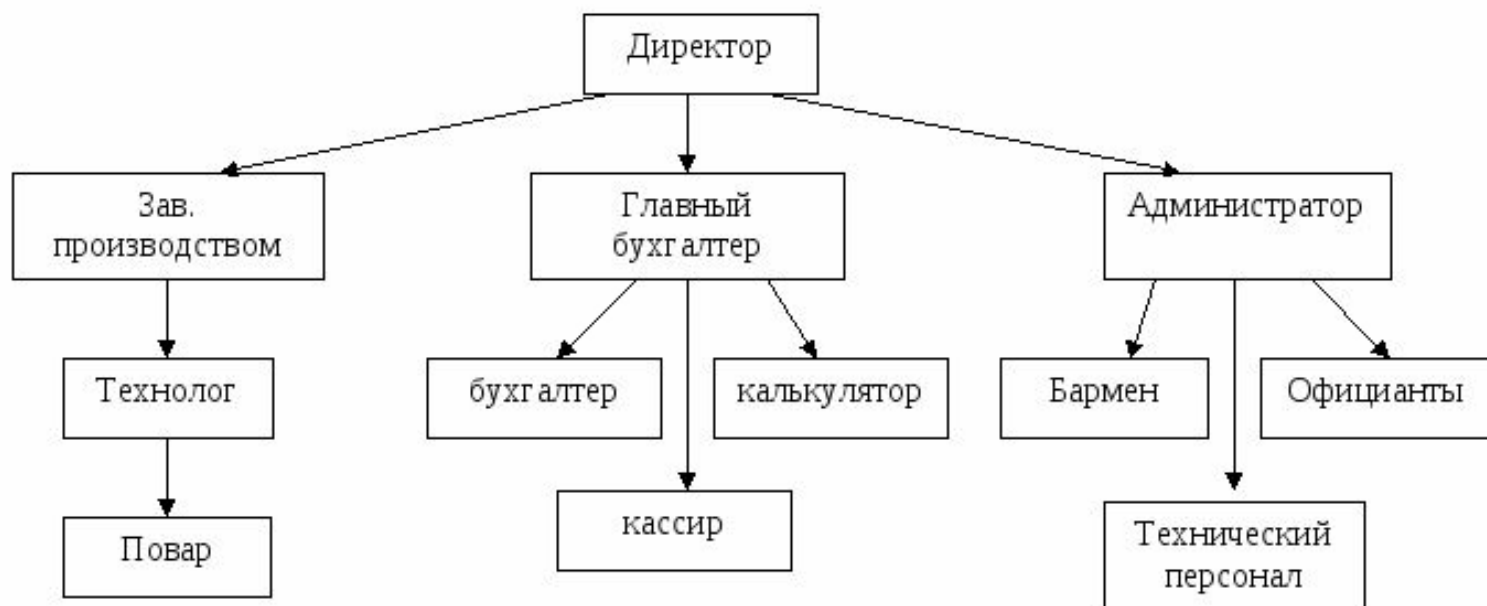 Директор
Зав.
производством
Главный
бухгалтер
Администратор
Технолог
бухгалтер
калькулятор
Бармен
Официанты
Повар
кассир
Технический
персонал